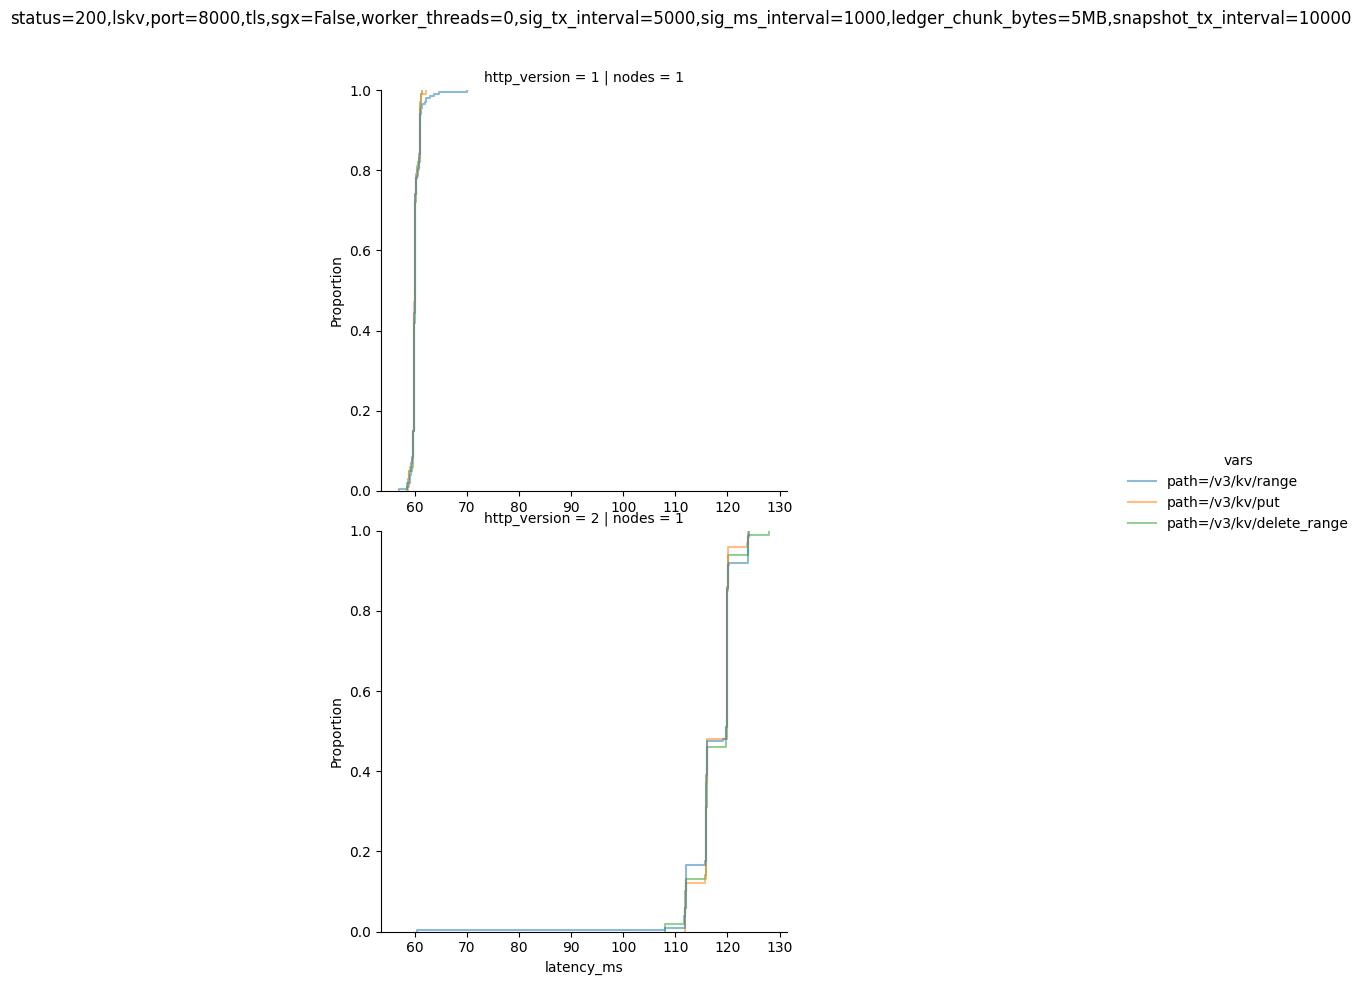 status=200,lskv,port=8000,tls,sgx=False,worker_threads=0,sig_tx_interval=5000,sig_ms_interval=1000,ledger_chunk_bytes=5MB,snapshot_tx_interval=10000
http_version = 1 | nodes = 1
1.0
0.8
0.6
Proportion
0.4
0.2
0.0
60 70 80 90 100 110 120 130
http_version = 2 | nodes = 1
1.0
0.8
0.6
Proportion
0.4
0.2
0.0
60 70 80 90 100 110 120 130
latency_ms
vars
path=/v3/kv/range
path=/v3/kv/put
path=/v3/kv/delete_range